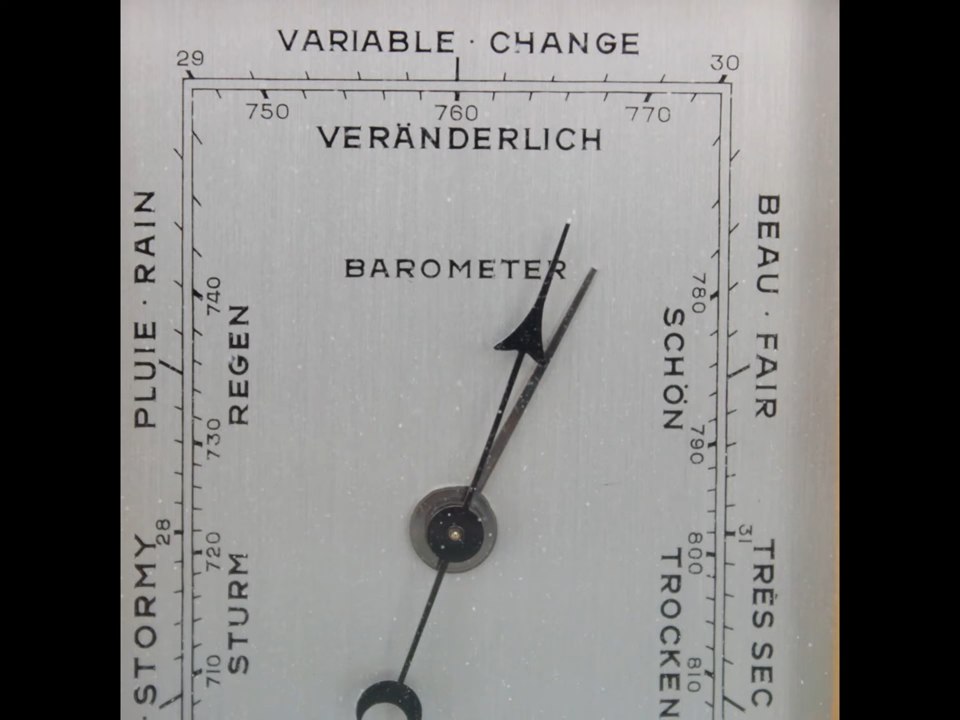 VARIABLE · CHANGE
29
30
750 760 770
VERÄNDERLICH
BAROMETER
PLUIE · RAIN
740
REGEN
730
28
720
· STORMY
STURM
710
BEAU · FAIR
780
SCHÖN
790
31
800
TRÈS SEC
TROCKEN
810